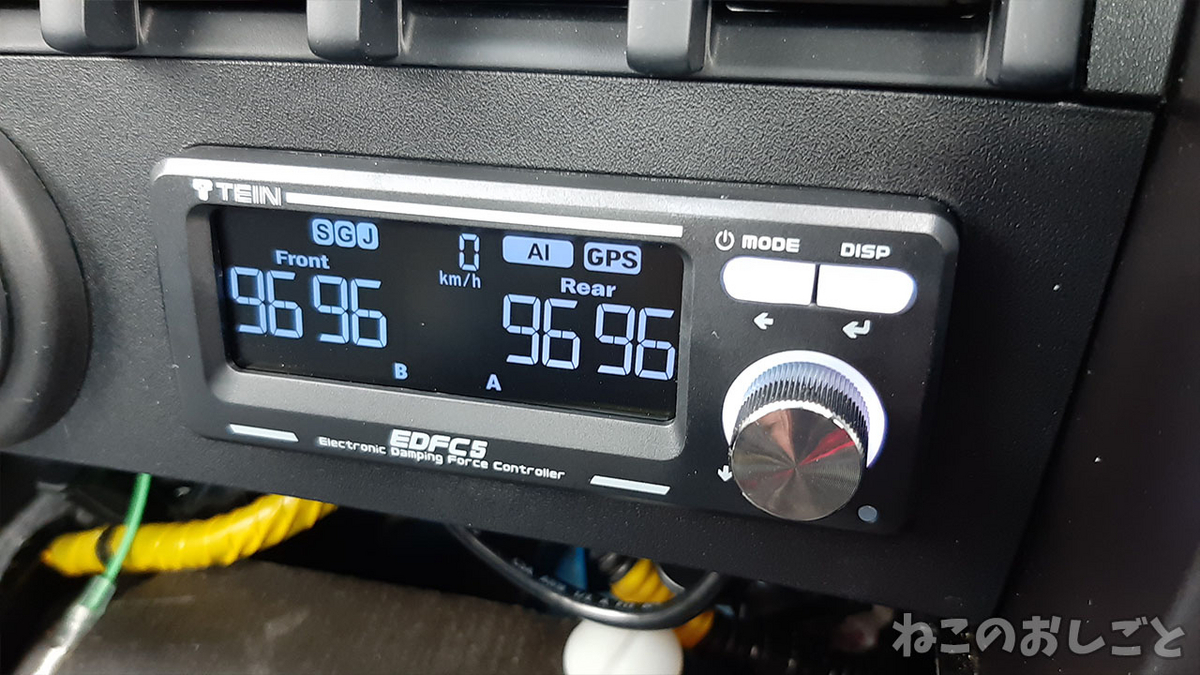 TEIN
SGJ
0
km/h
AI
GPS
Front
Rear
96 96
96 96
B
A
MODE
DISP
EDFC5
Electronic Damping Force Controller
ねこのおしごと